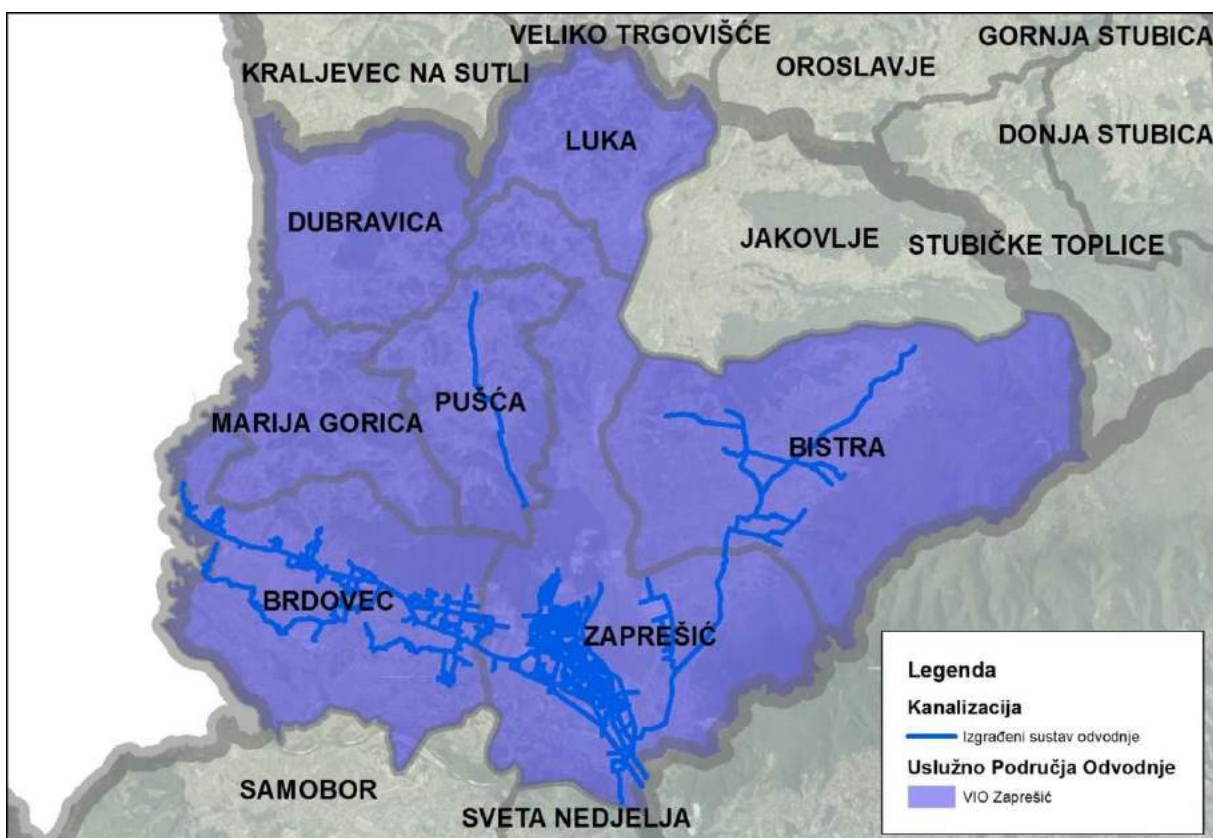 VELIKO TRGOVIŠĆE
GORNJA STUBICA
KRALJEVEC NA SUTLI
OROSLAVJE
LUKA
DONJA STUBICA
DUBRAVICA
JAKOVLJE
STUBIČKE TOPLICE
PUŠĆA
MARIJA GORICA
BISTRA
BRDOVEC
ZAPREŠIĆ
SAMOBOR
SVETA NEDJELJA
Legenda
Kanalizacija
Izgrađeni sustav odvodnje
Uslužno Područja Odvodnje
VIO Zaprešić